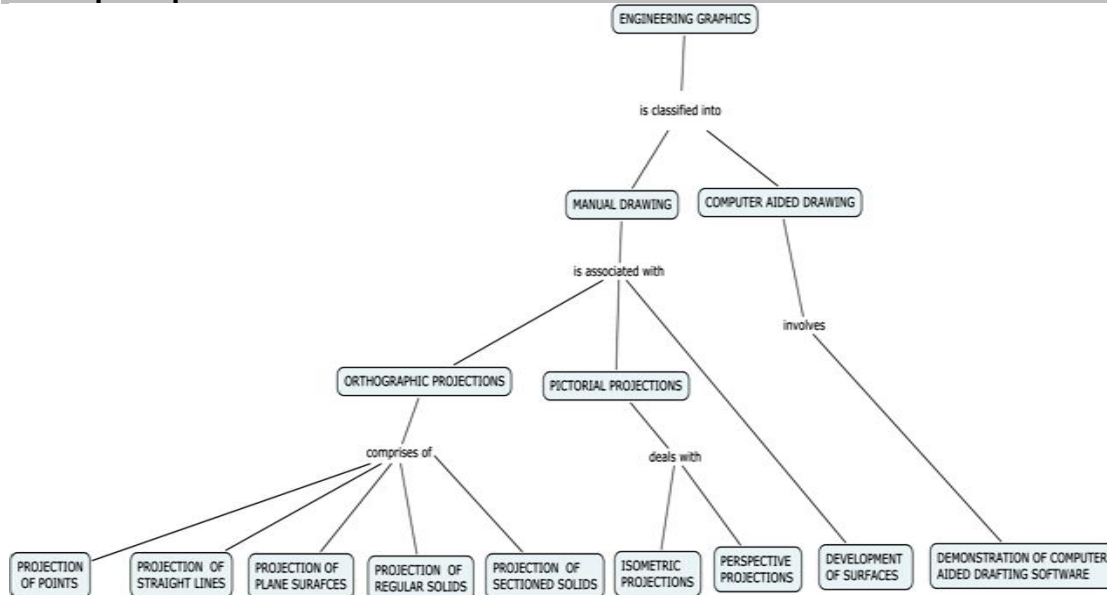 ENGINEERING GRAPHICS
is classified into
MANUAL DRAWING
COMPUTER AIDED DRAWING
is associated with
involves
ORTHOGRAPHIC PROJECTIONS
PICTORIAL PROJECTIONS
comprises of
deals with
PROJECTION
OF POINTS
PROJECTION OF
STRAIGHT LINES
PROJECTION OF
PLANE SURAFCES
PROJECTION OF
REGULAR SOLIDS
PROJECTION OF
SECTIONED SOLIDS
ISOMETRIC
PROJECTIONS
PERSPECTIVE
PROJECTIONS
DEVELOPMENT
OF SURFACES
DEMONSTRATION OF COMPUTER
AIDED DRAFTING SOFTWARE